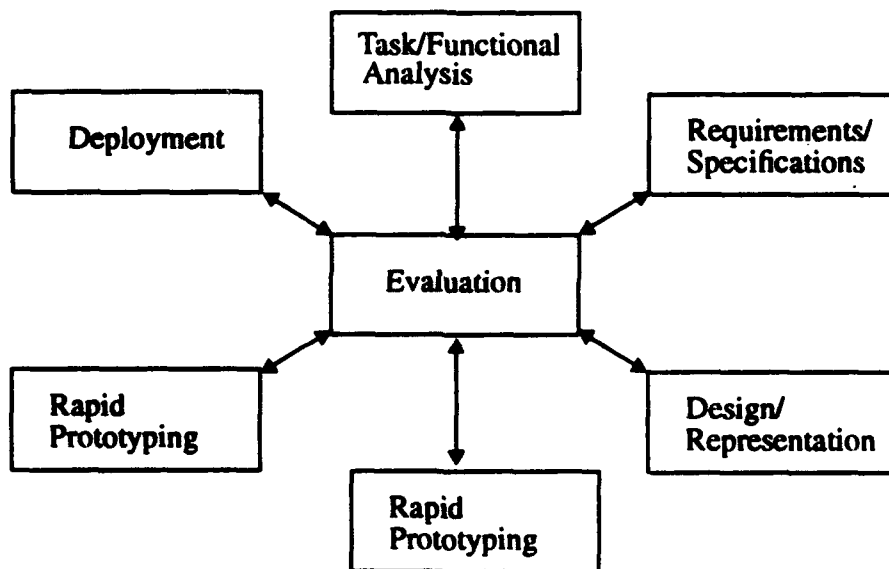 Task/Functional
Analysis
Deployment
Requirements/
Specifications
Evaluation
Rapid
Prototyping
Design/
Representation
Rapid
Prototyping